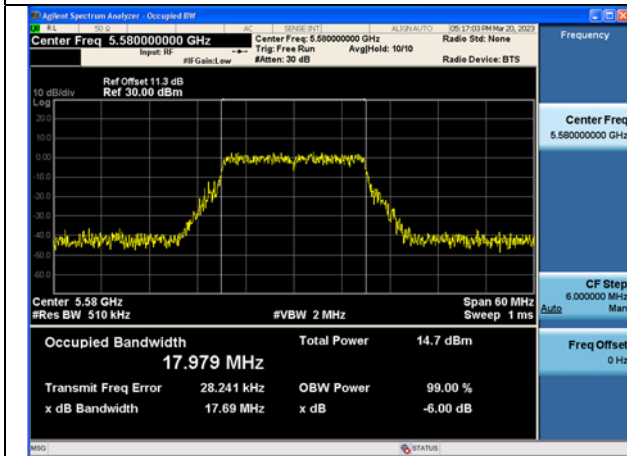 Agilent Spectrum Analyzer - Occupied BW
RL 50 Ω AC SENSE:INT ALIGN AUTO 05:17:03 PM Mar 20, 2023
Center Freq 5.580000000 GHz
Center Freq: 5.580000000 GHz
Radio Std: None
Input: RF
Trig: Free Run Avg|Hold: 10/10
#IFGain:Low
#Atten: 30 dB
Radio Device: BTS
Ref Offset 11.3 dB
10 dB/div Ref 30.00 dBm
Log
20.0
10.0
0.00
-10.0
-20.0
-30.0
-40.0
-50.0
-60.0
Center 5.58 GHz Span 60 MHz
#Res BW 510 kHz #VBW 2 MHz Sweep 1 ms
Occupied Bandwidth Total Power 14.7 dBm
17.979 MHz
Transmit Freq Error 28.241 kHz OBW Power 99.00 %
x dB Bandwidth 17.69 MHz x dB -6.00 dB
MSG STATUS
Frequency
Center Freq
5.580000000 GHz
CF Step
6.000000 MHz
Auto Man
Freq Offset
0 Hz